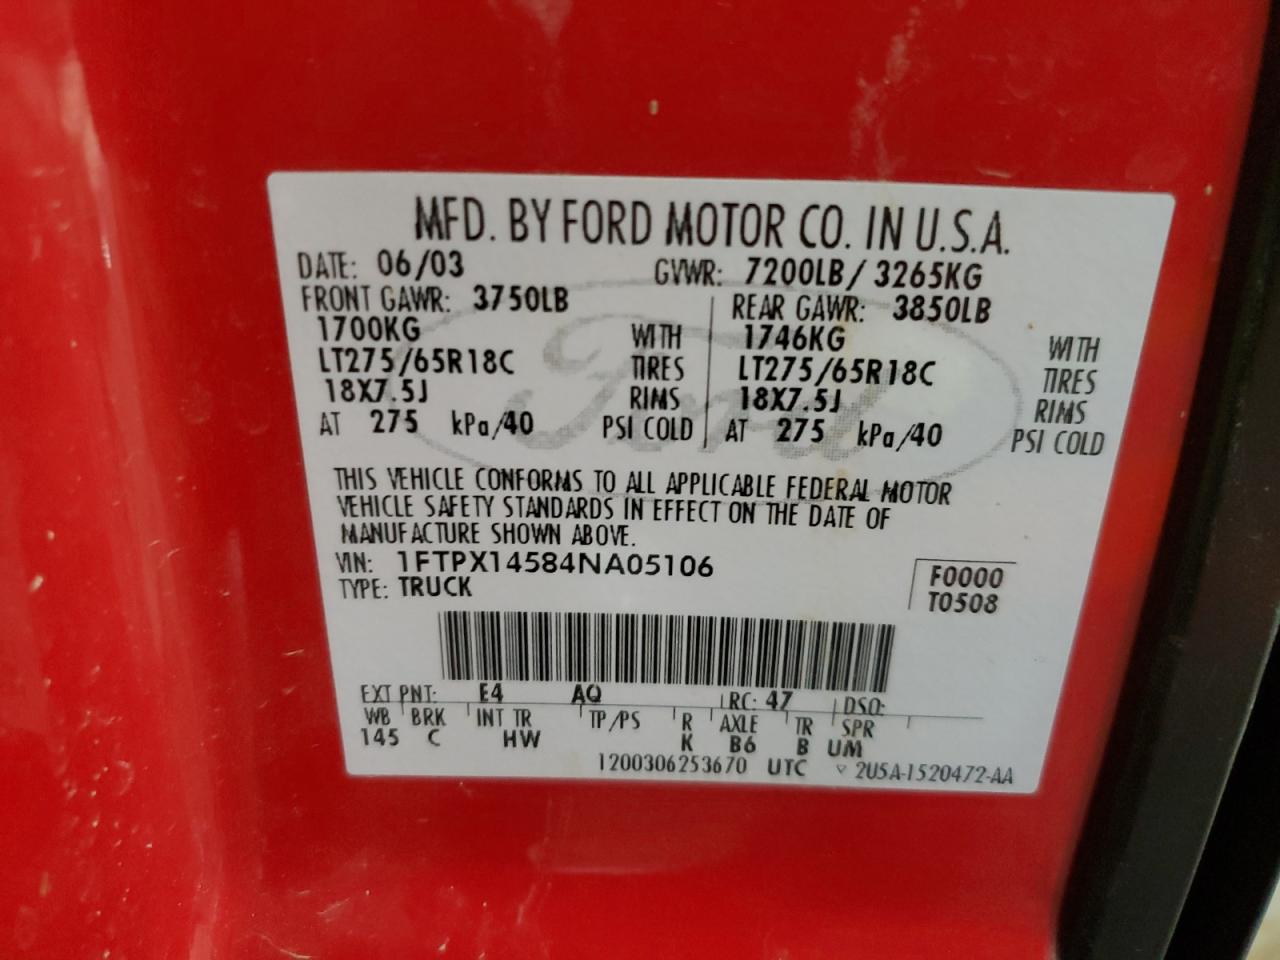 MFD. BY FORD MOTOR CO. IN U.S.A.
DATE: 06/03 GVWR: 7200LB/ 3265KG
FRONT GAWR: 3750LB REAR GAWR: 3850LB
1700KG WITH 1746KG WITH
LT275/65R18C TIRES LT275/65R18C TIRES
18X7.5J RIMS 18X7.5J RIMS
AT 275 kPa/40 PSI COLD AT 275 kPa/40 PSI COLD
Ford
THIS VEHICLE CONFORMS TO ALL APPLICABLE FEDERAL MOTOR
VEHICLE SAFETY STANDARDS IN EFFECT ON THE DATE OF
MANUFACTURE SHOWN ABOVE.
VIN: 1FTPX14584NA05106 F0000
TYPE: TRUCK T0508
EXT PNT: E4 AQ RC: 47 DSO:
WB BRK INT TR TP/PS R AXLE TR SPR
145 C HW K B6 B UM
1200306253670 UTC ▽ 2U5A-1520472-AA